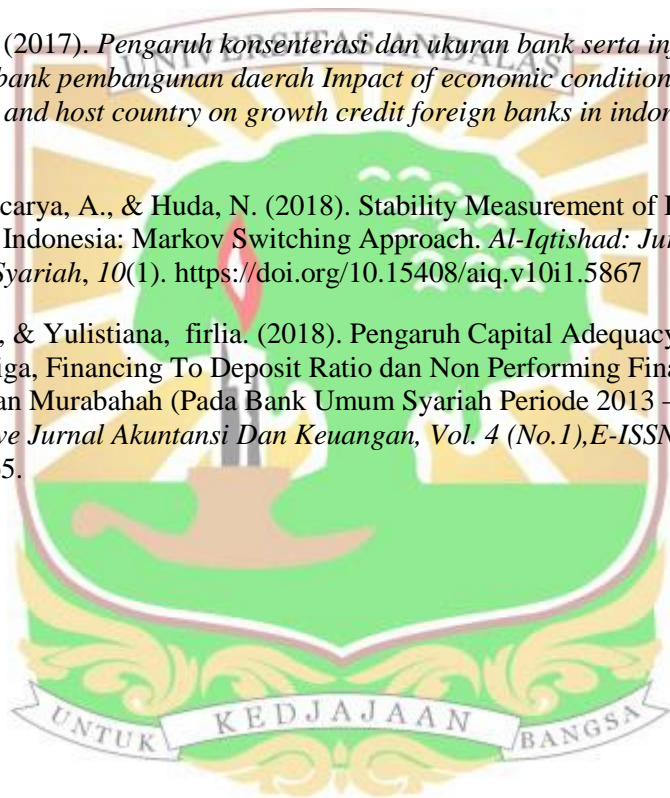 (2017). Pengaruh konsenterasi dan ukuran bank serta inf
UNIVERSITAS ANDALAS
bank pembangunan daerah Impact of economic condition
and host country on growth credit foreign banks in indon
carya, A., & Huda, N. (2018). Stability Measurement of
Indonesia: Markov Switching Approach. Al-Iqtishad: Jur
Syariah, 10(1). https://doi.org/10.15408/aiq.v10i1.5867
, & Yulistiana, firlia. (2018). Pengaruh Capital Adequacy
iga, Financing To Deposit Ratio dan Non Performing Fina
an Murabahah (Pada Bank Umum Syariah Periode 2013 –
ve Jurnal Akuntansi Dan Keuangan, Vol. 4 (No.1),E-ISSN
5.
UNTUK KEDJAJAAN BANGSA